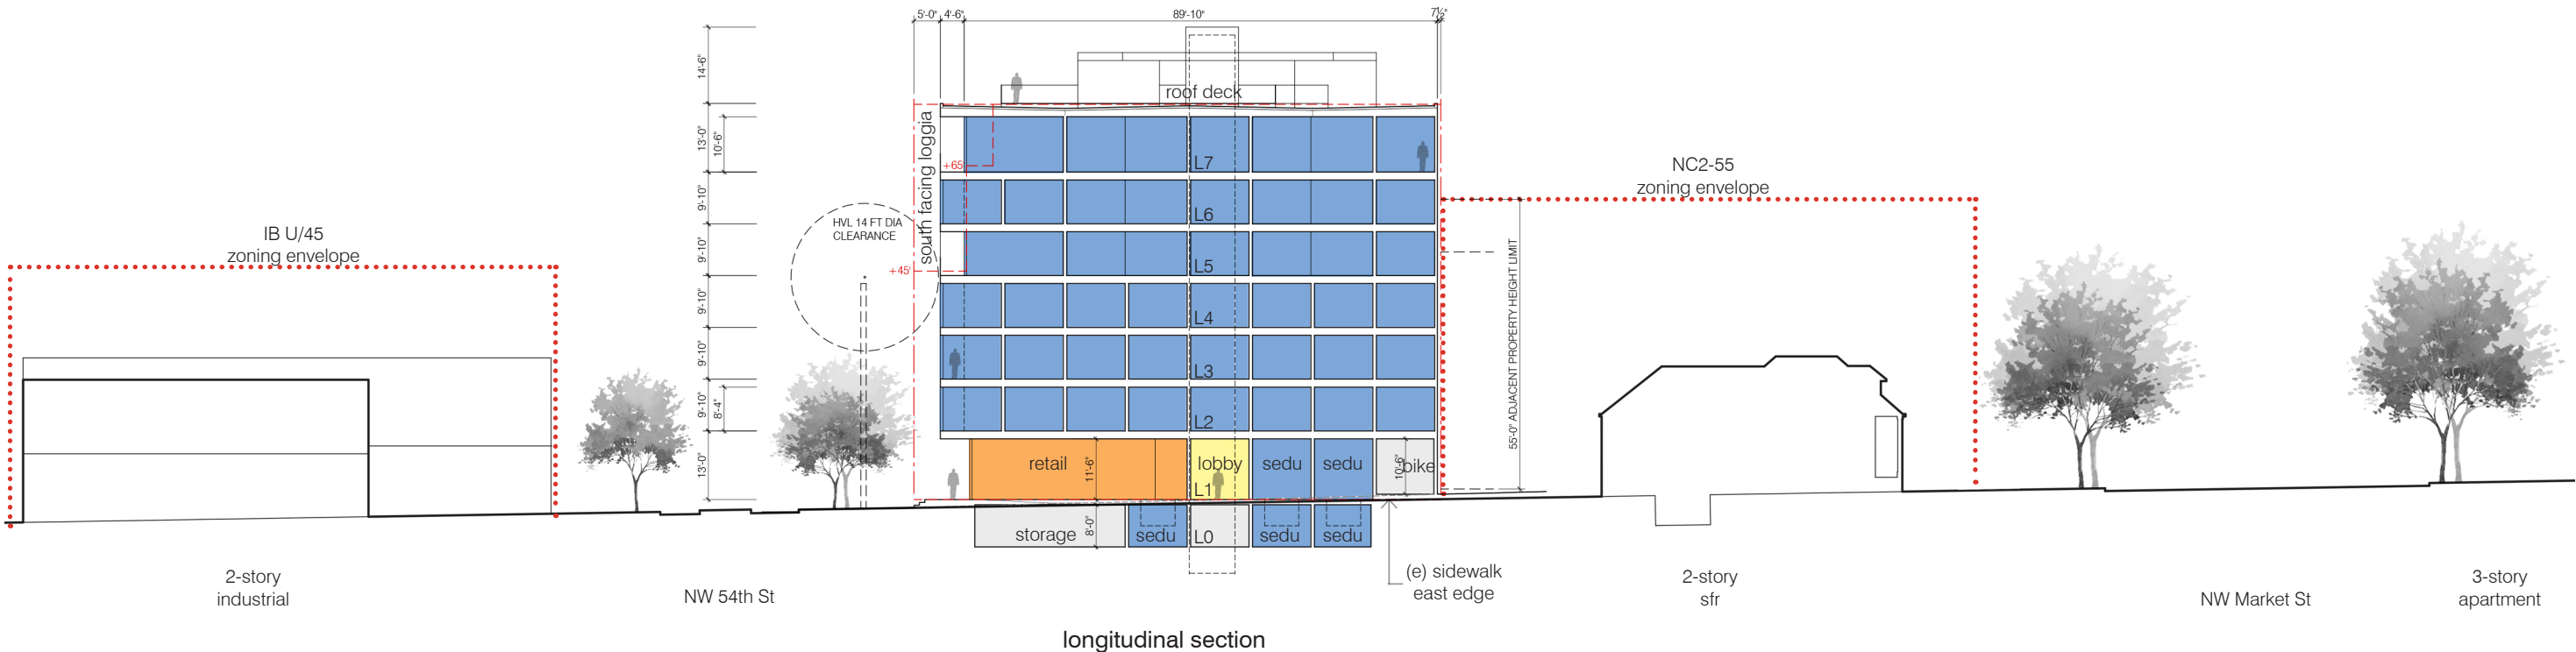 5'-0"
4'-6"
89'-10"
7½"
14'-6"
13'-0"
10'-6"
9'-10"
9'-10"
9'-10"
9'-10"
9'-10"
8'-4"
13'-0"
roof deck
south facing loggia
+65'
+45'
L7
L6
L5
L4
L3
L2
HVL 14 FT DIA
CLEARANCE
IB U/45
zoning envelope
NC2-55
zoning envelope
55'-0" ADJACENT PROPERTY HEIGHT LIMIT
retail
11'-6"
lobby
L1
sedu
sedu
10'-6"
bike
storage
8'-0"
sedu
L0
sedu
sedu
(e) sidewalk
east edge
2-story
industrial
NW 54th St
2-story
sfr
NW Market St
3-story
apartment
longitudinal section